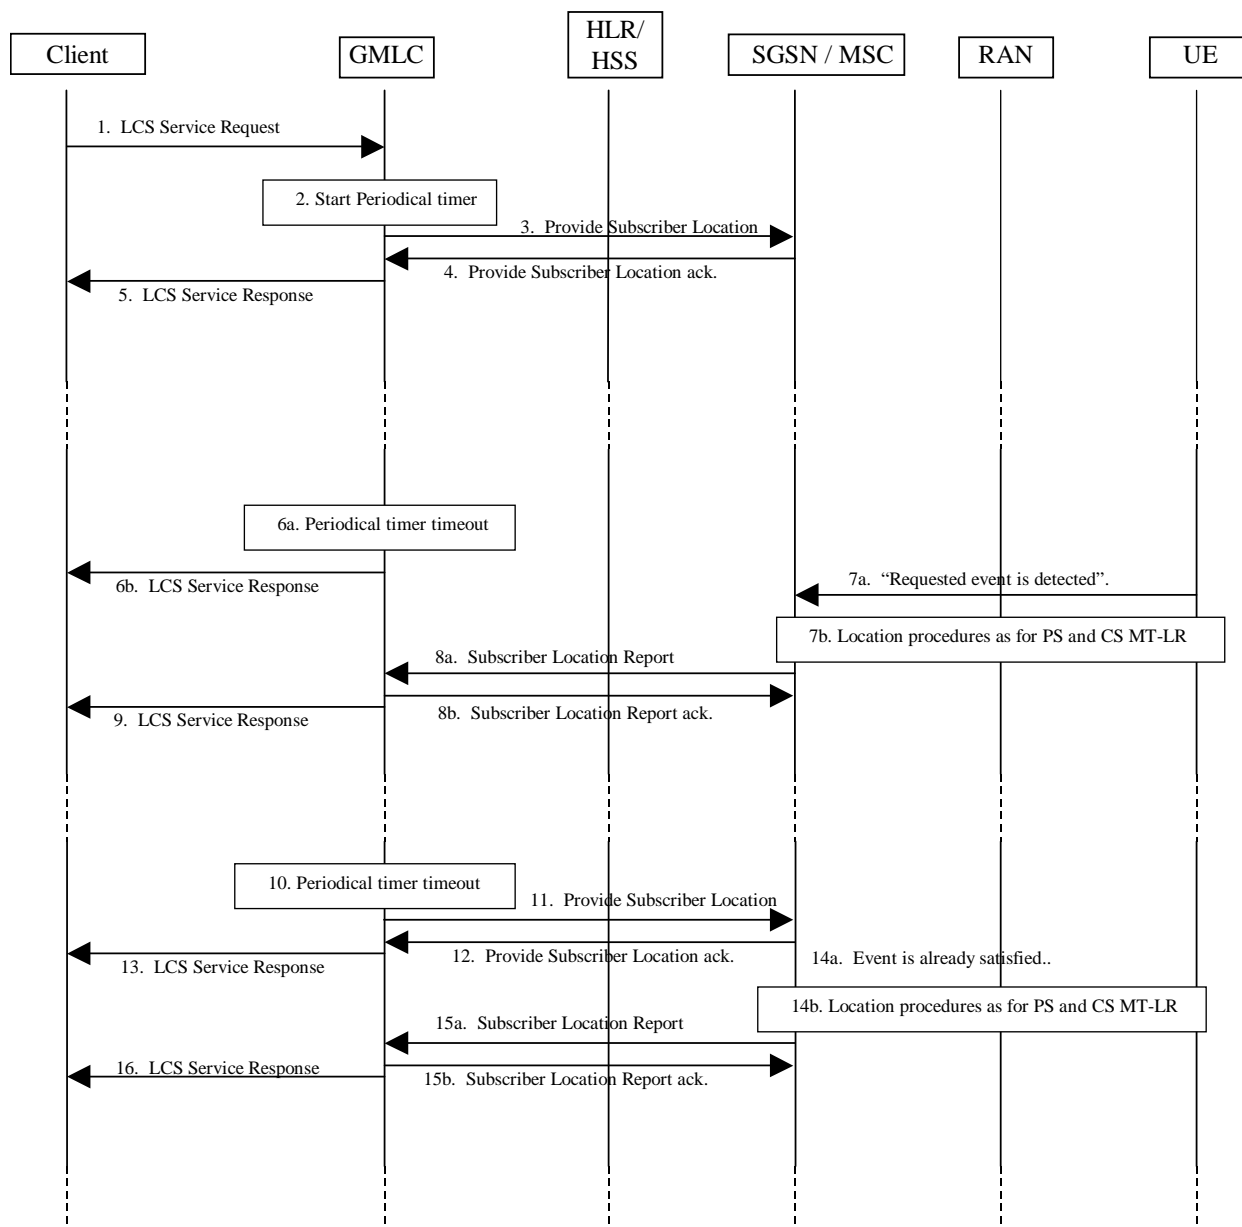 Client
GMLC
HLR/
HSS
SGSN / MSC
RAN
UE
1. LCS Service Request
2. Start Periodical timer
3. Provide Subscriber Location
4. Provide Subscriber Location ack.
5. LCS Service Response
6a. Periodical timer timeout
6b. LCS Service Response
7a. “Requested event is detected”.
7b. Location procedures as for PS and CS MT-LR
8a. Subscriber Location Report
8b. Subscriber Location Report ack.
9. LCS Service Response
10. Periodical timer timeout
11. Provide Subscriber Location
12. Provide Subscriber Location ack.
13. LCS Service Response
14a. Event is already satisfied..
14b. Location procedures as for PS and CS MT-LR
15a. Subscriber Location Report
16. LCS Service Response
15b. Subscriber Location Report ack.